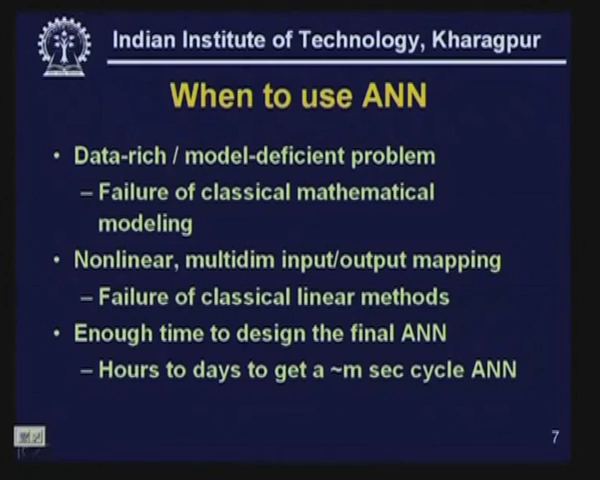 Indian Institute of Technology, Kharagpur
When to use ANN
• Data-rich / model-deficient problem
– Failure of classical mathematical
modeling
• Nonlinear, multidim input/output mapping
– Failure of classical linear methods
• Enough time to design the final ANN
– Hours to days to get a ~m sec cycle ANN
7